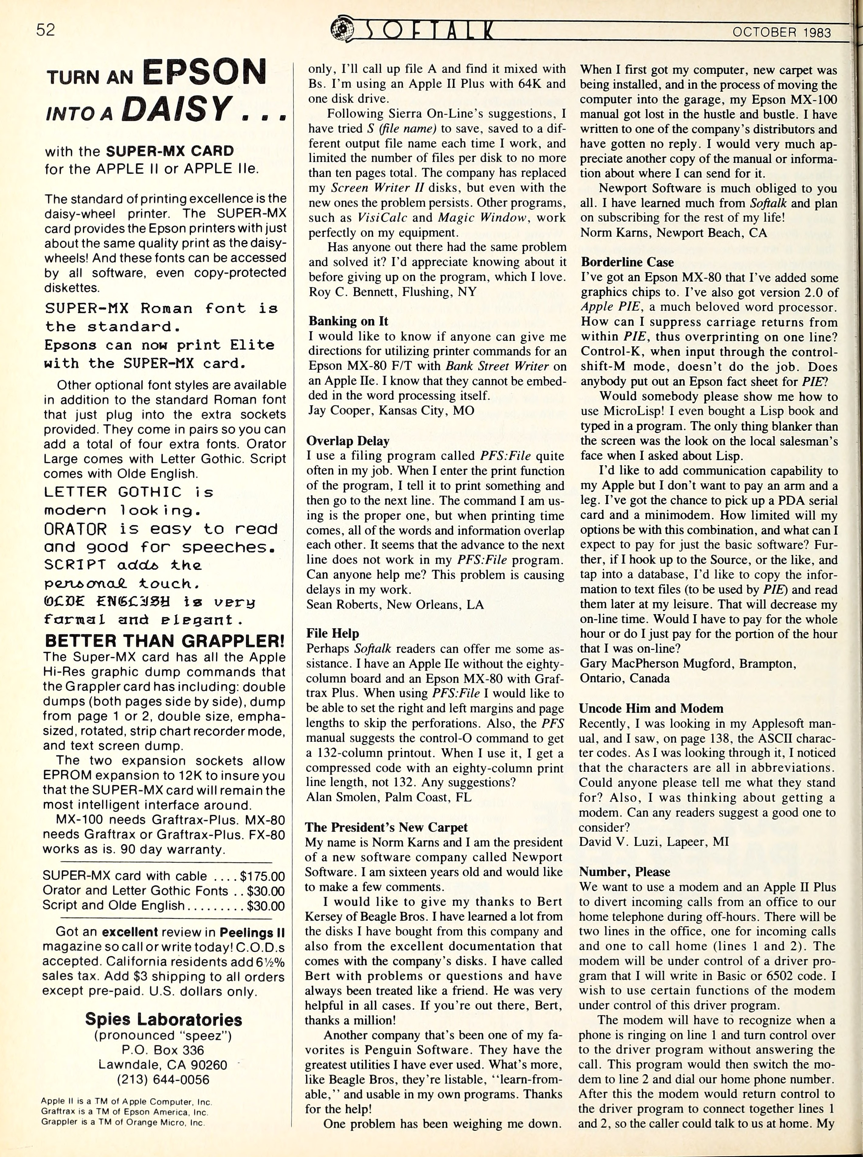 52
SOFTALK
OCTOBER 1983
TURN AN EPSON
INTO A DAISY...
with the SUPER-MX CARD
for the APPLE II or APPLE IIe.
The standard of printing excellence is the
daisy-wheel printer. The SUPER-MX
card provides the Epson printers with just
about the same quality print as the daisy-
wheels! And these fonts can be accessed
by all software, even copy-protected
diskettes.
SUPER-MX Roman font is
the standard.
Epsons can now print Elite
with the SUPER-MX card.
Other optional font styles are available
in addition to the standard Roman font
that just plug into the extra sockets
provided. They come in pairs so you can
add a total of four extra fonts. Orator
Large comes with Letter Gothic. Script
comes with Olde English.
LETTER GOTHIC is
modern looking.
ORATOR is easy to read
and good for speeches.
SCRIPT adds the
personal touch.
OLDE ENGLISH is very
formal and elegant.
BETTER THAN GRAPPLER!
The Super-MX card has all the Apple
Hi-Res graphic dump commands that
the Grappler card has including: double
dumps (both pages side by side), dump
from page 1 or 2, double size, empha-
sized, rotated, strip chart recorder mode,
and text screen dump.
The two expansion sockets allow
EPROM expansion to 12K to insure you
that the SUPER-MX card will remain the
most intelligent interface around.
MX-100 needs Graftrax-Plus. MX-80
needs Graftrax or Graftrax-Plus. FX-80
works as is. 90 day warranty.
SUPER-MX card with cable .... $175.00
Orator and Letter Gothic Fonts .. $30.00
Script and Olde English ......... $30.00
Got an excellent review in Peelings II
magazine so call or write today! C.O.D.s
accepted. California residents add 6½%
sales tax. Add $3 shipping to all orders
except pre-paid. U.S. dollars only.
Spies Laboratories
(pronounced "speez")
P.O. Box 336
Lawndale, CA 90260
(213) 644-0056
Apple II is a TM of Apple Computer, Inc.
Graftrax is a TM of Epson America, Inc.
Grappler is a TM of Orange Micro, Inc.
only, I'll call up file A and find it mixed with
Bs. I'm using an Apple II Plus with 64K and
one disk drive.
Following Sierra On-Line's suggestions, I
have tried S (file name) to save, saved to a dif-
ferent output file name each time I work, and
limited the number of files per disk to no more
than ten pages total. The company has replaced
my Screen Writer II disks, but even with the
new ones the problem persists. Other programs,
such as VisiCalc and Magic Window, work
perfectly on my equipment.
Has anyone out there had the same problem
and solved it? I'd appreciate knowing about it
before giving up on the program, which I love.
Roy C. Bennett, Flushing, NY
Banking on It
I would like to know if anyone can give me
directions for utilizing printer commands for an
Epson MX-80 F/T with Bank Street Writer on
an Apple IIe. I know that they cannot be embed-
ded in the word processing itself.
Jay Cooper, Kansas City, MO
Overlap Delay
I use a filing program called PFS:File quite
often in my job. When I enter the print function
of the program, I tell it to print something and
then go to the next line. The command I am us-
ing is the proper one, but when printing time
comes, all of the words and information overlap
each other. It seems that the advance to the next
line does not work in my PFS:File program.
Can anyone help me? This problem is causing
delays in my work.
Sean Roberts, New Orleans, LA
File Help
Perhaps Softalk readers can offer me some as-
sistance. I have an Apple IIe without the eighty-
column board and an Epson MX-80 with Graf-
trax Plus. When using PFS:File I would like to
be able to set the right and left margins and page
lengths to skip the perforations. Also, the PFS
manual suggests the control-O command to get
a 132-column printout. When I use it, I get a
compressed code with an eighty-column print
line length, not 132. Any suggestions?
Alan Smolen, Palm Coast, FL
The President's New Carpet
My name is Norm Karns and I am the president
of a new software company called Newport
Software. I am sixteen years old and would like
to make a few comments.
I would like to give my thanks to Bert
Kersey of Beagle Bros. I have learned a lot from
the disks I have bought from this company and
also from the excellent documentation that
comes with the company's disks. I have called
Bert with problems or questions and have
always been treated like a friend. He was very
helpful in all cases. If you're out there, Bert,
thanks a million!
Another company that's been one of my fa-
vorites is Penguin Software. They have the
greatest utilities I have ever used. What's more,
like Beagle Bros, they're listable, "learn-from-
able," and usable in my own programs. Thanks
for the help!
One problem has been weighing me down.
When I first got my computer, new carpet was
being installed, and in the process of moving the
computer into the garage, my Epson MX-100
manual got lost in the hustle and bustle. I have
written to one of the company's distributors and
have gotten no reply. I would very much ap-
preciate another copy of the manual or informa-
tion about where I can send for it.
Newport Software is much obliged to you
all. I have learned much from Softalk and plan
on subscribing for the rest of my life!
Norm Karns, Newport Beach, CA
Borderline Case
I've got an Epson MX-80 that I've added some
graphics chips to. I've also got version 2.0 of
Apple PIE, a much beloved word processor.
How can I suppress carriage returns from
within PIE, thus overprinting on one line?
Control-K, when input through the control-
shift-M mode, doesn't do the job. Does
anybody put out an Epson fact sheet for PIE?
Would somebody please show me how to
use MicroLisp! I even bought a Lisp book and
typed in a program. The only thing blanker than
the screen was the look on the local salesman's
face when I asked about Lisp.
I'd like to add communication capability to
my Apple but I don't want to pay an arm and a
leg. I've got the chance to pick up a PDA serial
card and a minimodem. How limited will my
options be with this combination, and what can I
expect to pay for just the basic software? Fur-
ther, if I hook up to the Source, or the like, and
tap into a database, I'd like to copy the infor-
mation to text files (to be used by PIE) and read
them later at my leisure. That will decrease my
on-line time. Would I have to pay for the whole
hour or do I just pay for the portion of the hour
that I was on-line?
Gary MacPherson Mugford, Brampton,
Ontario, Canada
Uncode Him and Modem
Recently, I was looking in my Applesoft man-
ual, and I saw, on page 138, the ASCII charac-
ter codes. As I was looking through it, I noticed
that the characters are all in abbreviations.
Could anyone please tell me what they stand
for? Also, I was thinking about getting a
modem. Can any readers suggest a good one to
consider?
David V. Luzi, Lapeer, MI
Number, Please
We want to use a modem and an Apple II Plus
to divert incoming calls from an office to our
home telephone during off-hours. There will be
two lines in the office, one for incoming calls
and one to call home (lines 1 and 2). The
modem will be under control of a driver pro-
gram that I will write in Basic or 6502 code. I
wish to use certain functions of the modem
under control of this driver program.
The modem will have to recognize when a
phone is ringing on line 1 and turn control over
to the driver program without answering the
call. This program would then switch the mo-
dem to line 2 and dial our home phone number.
After this the modem would return control to
the driver program to connect together lines 1
and 2, so the caller could talk to us at home. My